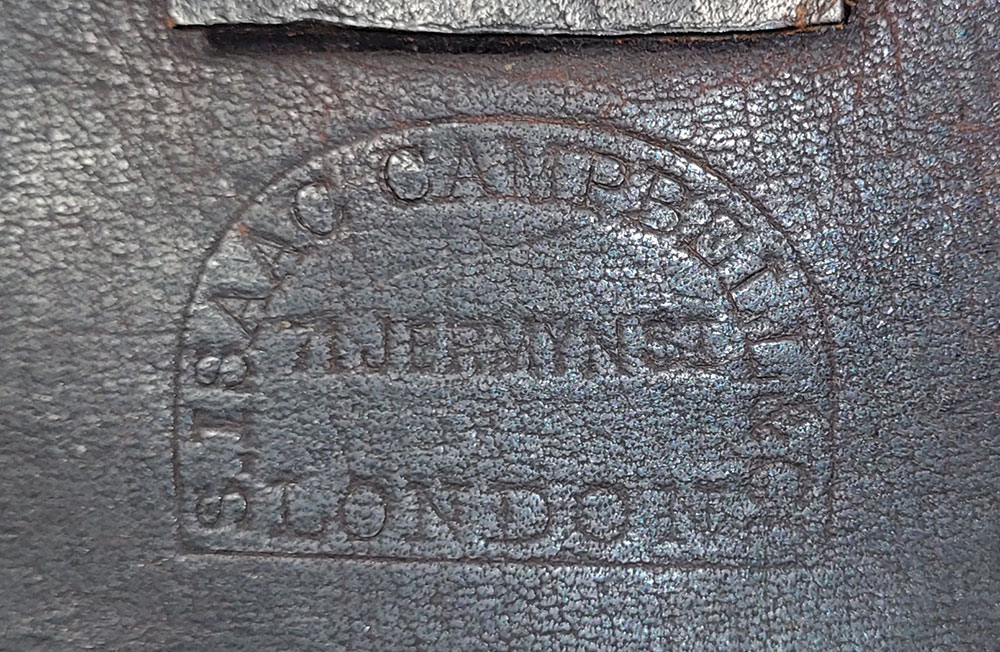 S ISAAC CAMPBELL & Co
71 JERMYN ST
LONDON